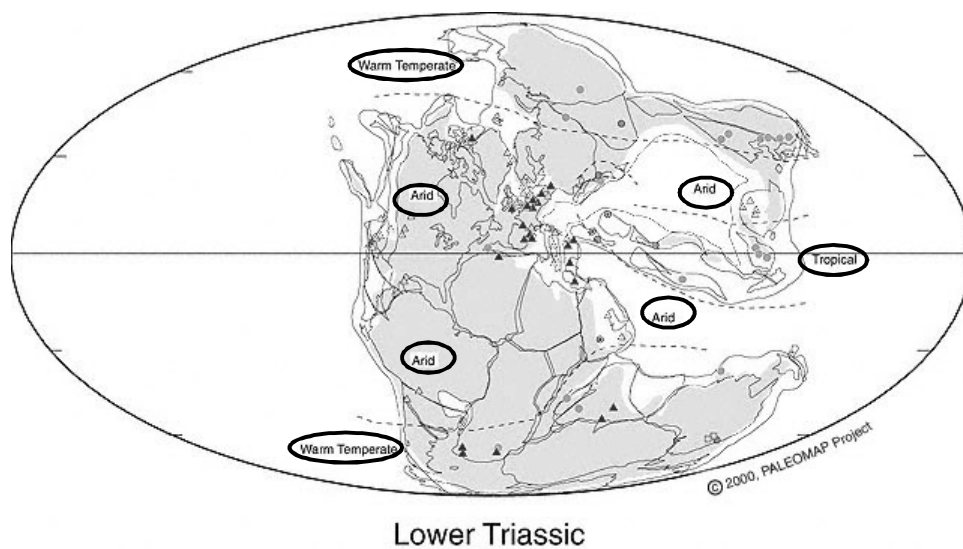 Warm Temperate
Arid
Arid
Tropical
Arid
Arid
Warm Temperate
© 2000, PALEOMAP Project
Lower Triassic